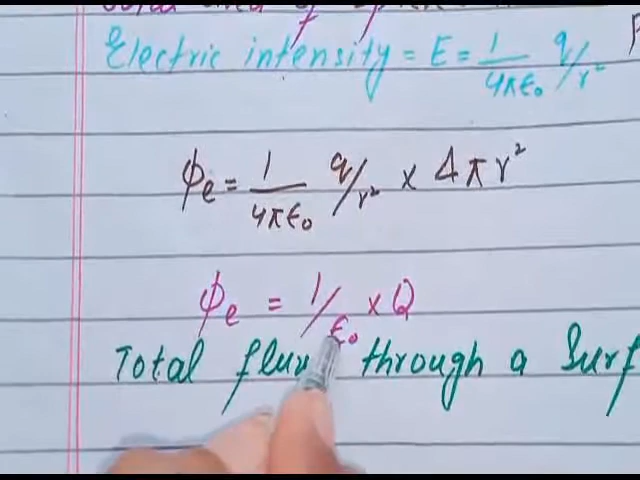 Electric intensity = E = 1/4πε₀ q/r²
ϕe = 1/4πε₀ q/r² × 4πr²
ϕe = 1/ε₀ × Q
Total flux through a Surf